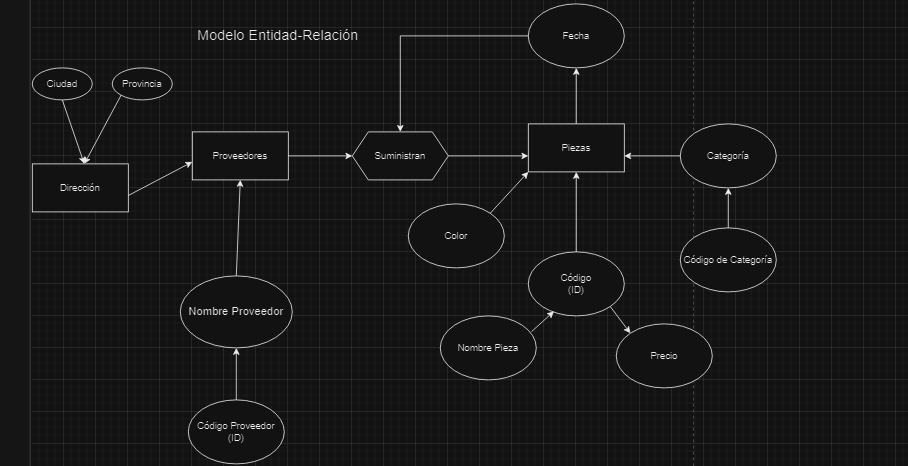 Modelo Entidad-Relación
Fecha
Ciudad
Provincia
Proveedores
Suministran
Piezas
Categoría
Dirección
Color
Código de Categoría
Código
(ID)
Nombre Proveedor
Nombre Pieza
Precio
Código Proveedor
(ID)